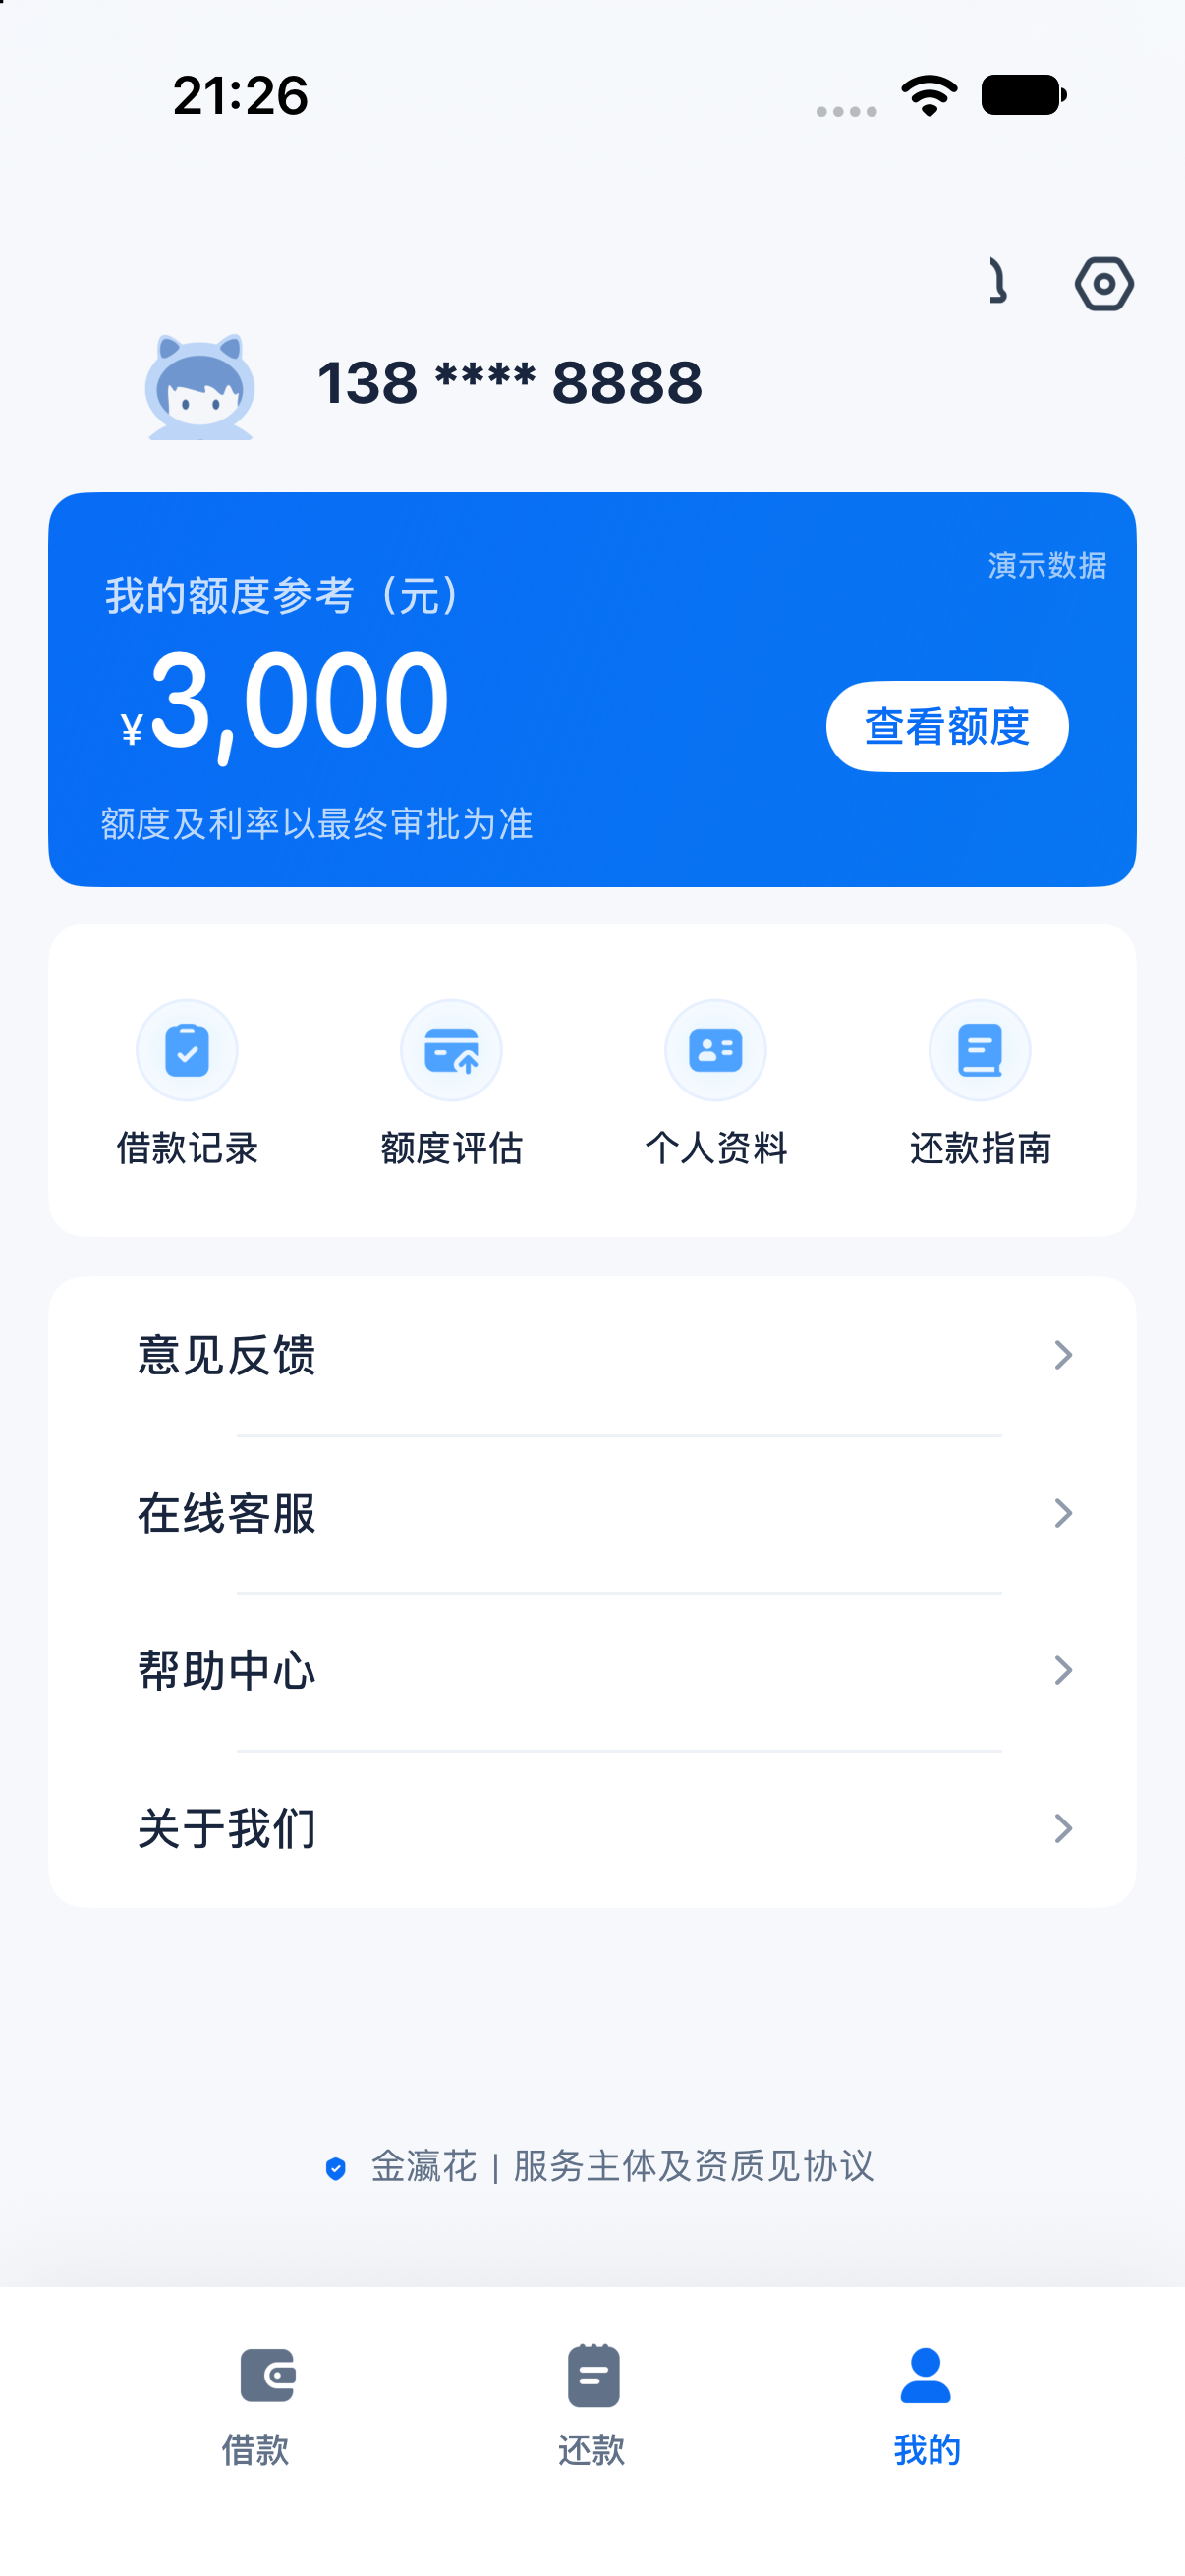 21:26
138 **** 8888
演示数据
我的额度参考（元）
¥3,000
查看额度
额度及利率以最终审批为准
借款记录 额度评估 个人资料 还款指南
意见反馈
在线客服
帮助中心
关于我们
金瀛花 | 服务主体及资质见协议
借款 还款 我的